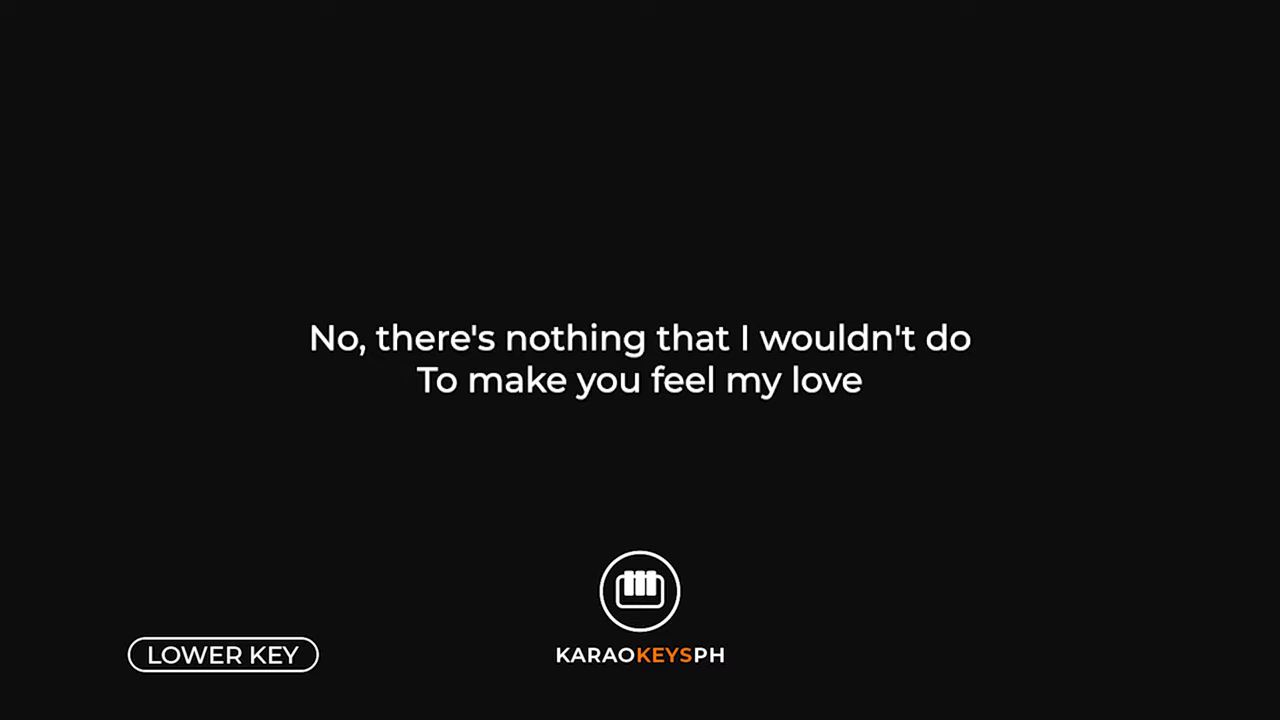 No, there's nothing that I wouldn't do
To make you feel my love
LOWER KEY
KARAOKEYSPH